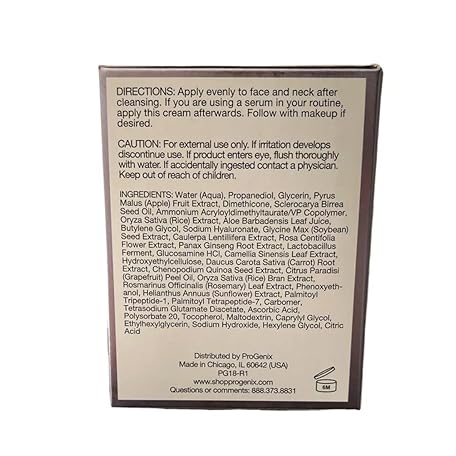 DIRECTIONS: Apply evenly to face and neck after
cleansing. If you are using a serum in your routine,
apply this cream afterwards. Follow with makeup if
desired.
CAUTION: For external use only. If irritation develops
discontinue use. If product enters eye, flush thoroughly
with water. If accidentally ingested contact a physician.
Keep out of reach of children.
INGREDIENTS: Water (Aqua), Propanediol, Glycerin, Pyrus
Malus (Apple) Fruit Extract, Dimethicone, Sclerocarya Birrea
Seed Oil, Ammonium Acryloyldimethyltaurate/VP Copolymer,
Oryza Sativa (Rice) Extract, Aloe Barbadensis Leaf Juice,
Butylene Glycol, Sodium Hyaluronate, Glycine Max (Soybean)
Seed Extract, Caulerpa Lentillifera Extract, Rosa Centifolia
Flower Extract, Panax Ginseng Root Extract, Lactobacillus
Ferment, Glucosamine HCl, Camellia Sinensis Leaf Extract,
Hydroxyethylcellulose, Daucus Carota Sativa (Carrot) Root
Extract, Chenopodium Quinoa Seed Extract, Citrus Paradisi
(Grapefruit) Peel Oil, Oryza Sativa (Rice) Bran Extract,
Rosmarinus Officinalis (Rosemary) Leaf Extract, Phenoxyeth-
anol, Helianthus Annuus (Sunflower) Extract, Palmitoyl
Tripeptide-1, Palmitoyl Tetrapeptide-7, Carbomer,
Tetrasodium Glutamate Diacetate, Ascorbic Acid,
Polysorbate 20, Tocopherol, Maltodextrin, Caprylyl Glycol,
Ethylhexylglycerin, Sodium Hydroxide, Hexylene Glycol, Citric
Acid
Distributed by ProGenix
Made in Chicago, IL 60642 (USA)
PG18-R1
www.shopprogenix.com
Questions or comments: 888.373.8831
6M